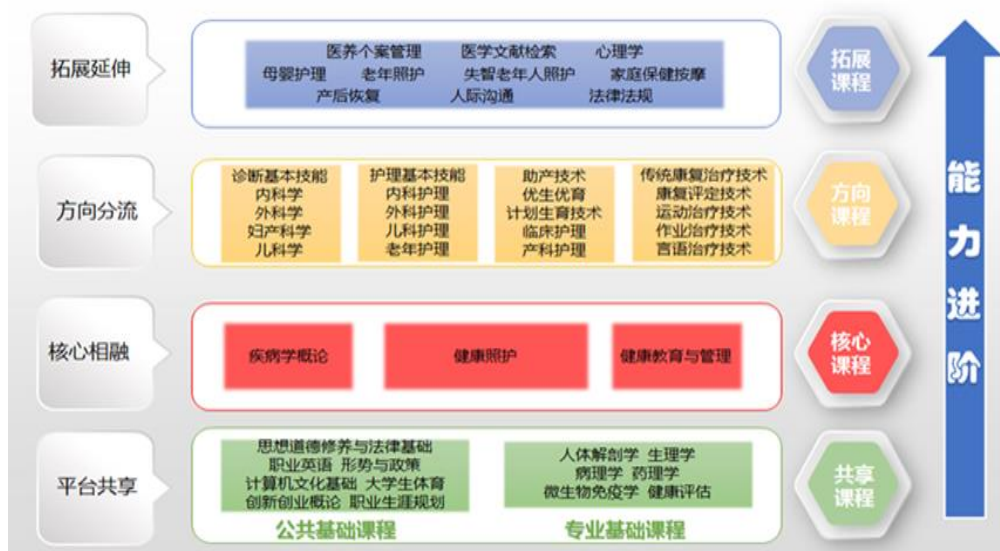 拓展延伸
医养个案管理 医学文献检索 心理学
母婴护理 老年照护 失智老年人照护 家庭保健按摩
产后恢复 人际沟通 法律法规
拓展
课程
方向分流
诊断基本技能
内科学
外科学
妇产科学
儿科学
护理基本技能
内科护理
外科护理
儿科护理
老年护理
助产技术
优生优育
计划生育技术
临床护理
产科护理
传统康复治疗技术
康复评定技术
运动治疗技术
作业治疗技术
言语治疗技术
方向
课程
核心相融
疾病学概论
健康照护
健康教育与管理
核心
课程
平台共享
思想道德修养与法律基础
职业英语 形势与政策
计算机文化基础 大学生体育
创新创业概论 职业生涯规划
公共基础课程
人体解剖学 生理学
病理学 药理学
微生物免疫学 健康评估
专业基础课程
共享
课程
能力进阶